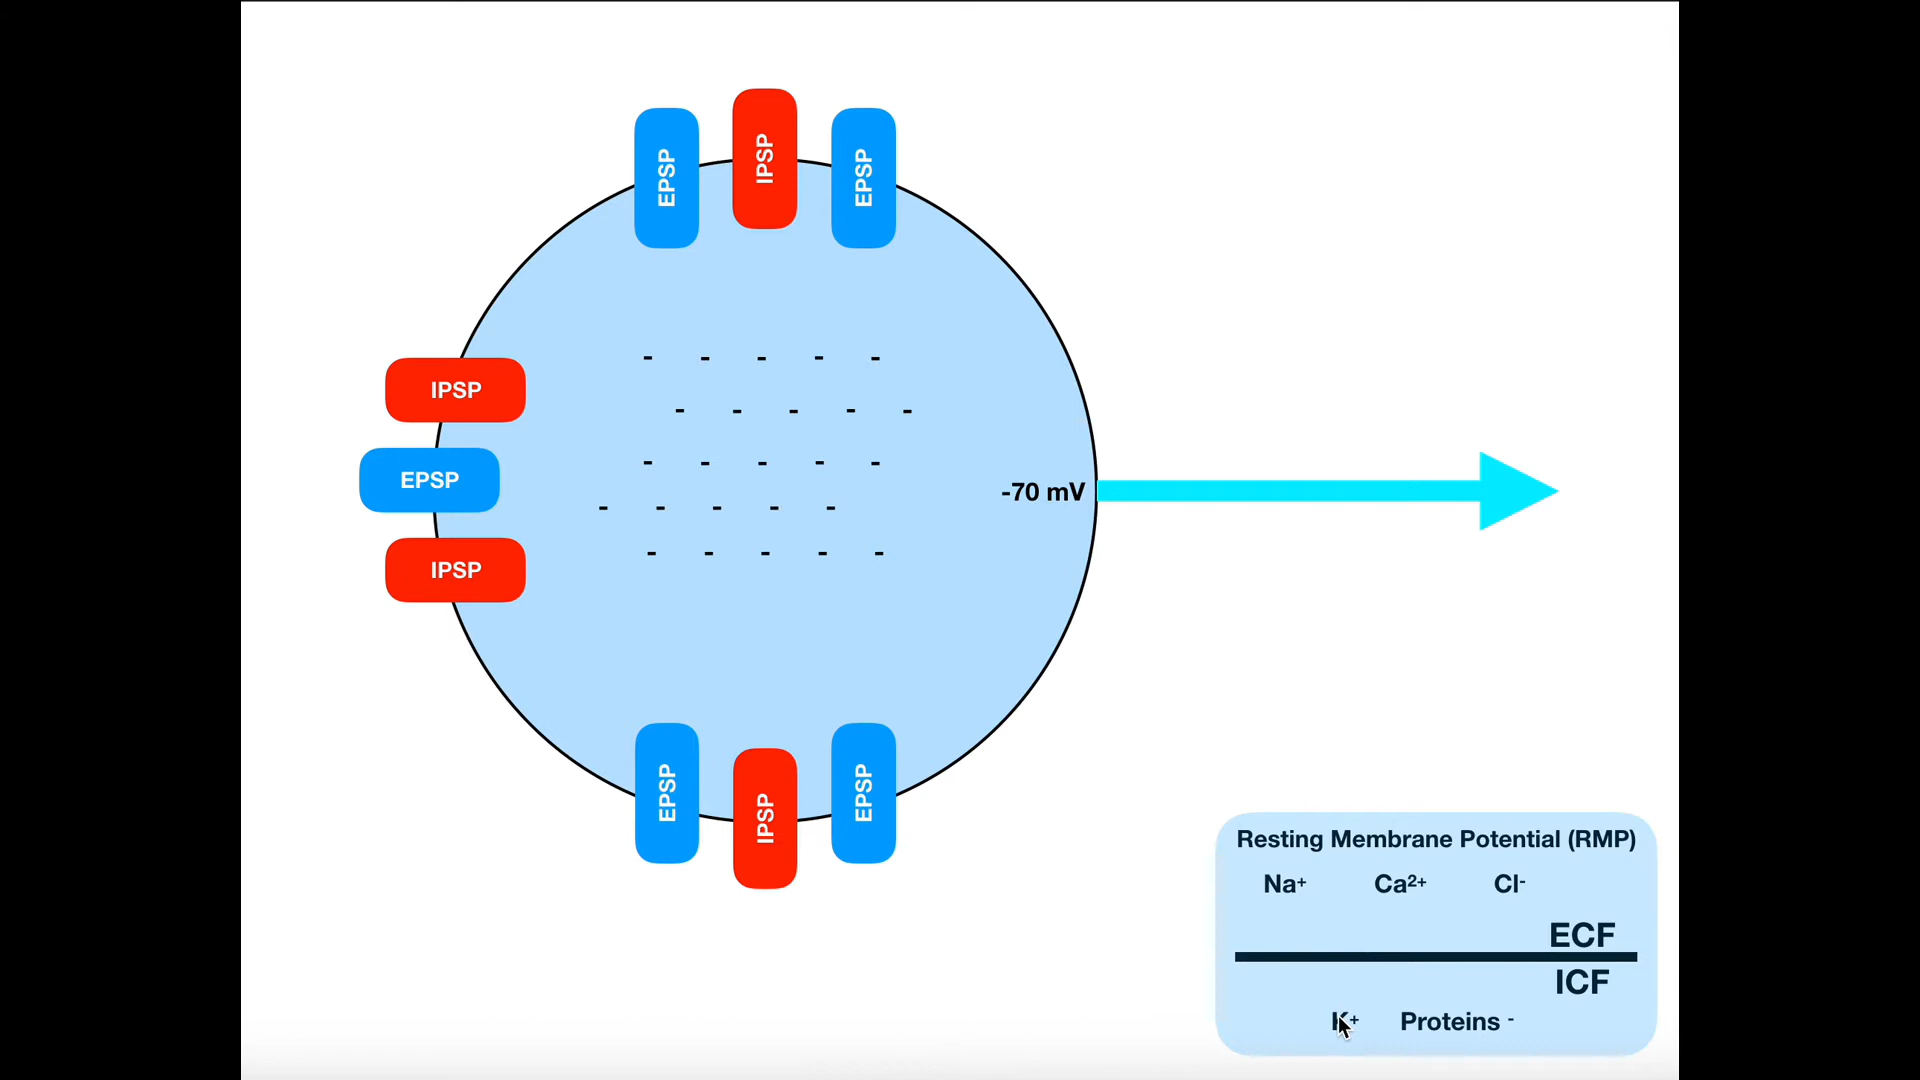 EPSP
IPSP
EPSP
- - - - -
- - - - -
IPSP
- - - - -
EPSP
-70 mV
- - - - -
- - - - -
IPSP
EPSP
IPSP
EPSP
Resting Membrane Potential (RMP)
Na+ Ca2+ Cl-
ECF
ICF
K+ Proteins -